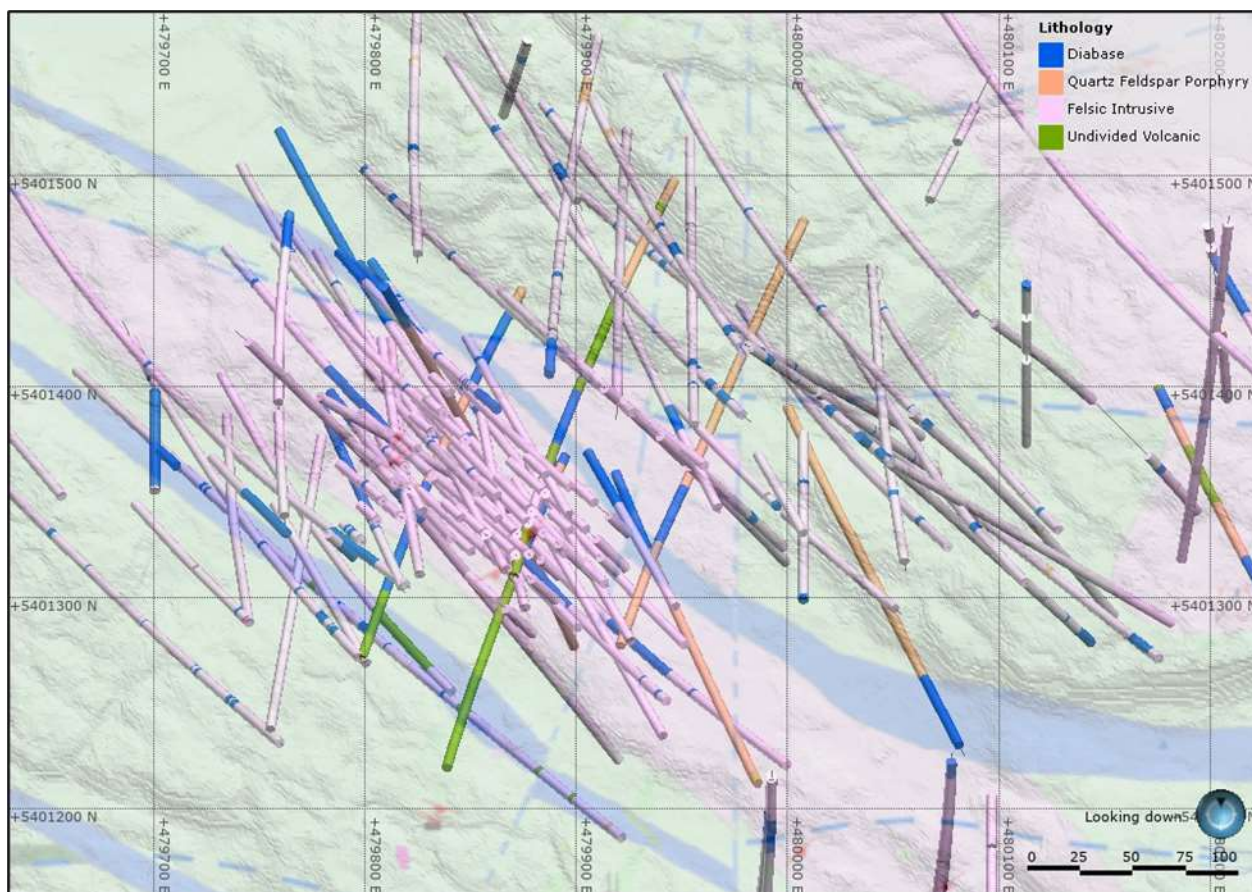 +479700 E
+479800 E
+479900 E
+480000 E
+480100 E
Lithology
Diabase
Quartz Feldspar Porphyry
Felsic Intrusive
Undivided Volcanic
+5401500 N
+5401500 N
+5401400 N
+5401400 N
+5401300 N
+5401300 N
+5401200 N
Looking down
+479700 E
+479800 E
+479900 E
+480000 E
+480100 E
0 25 50 75 100